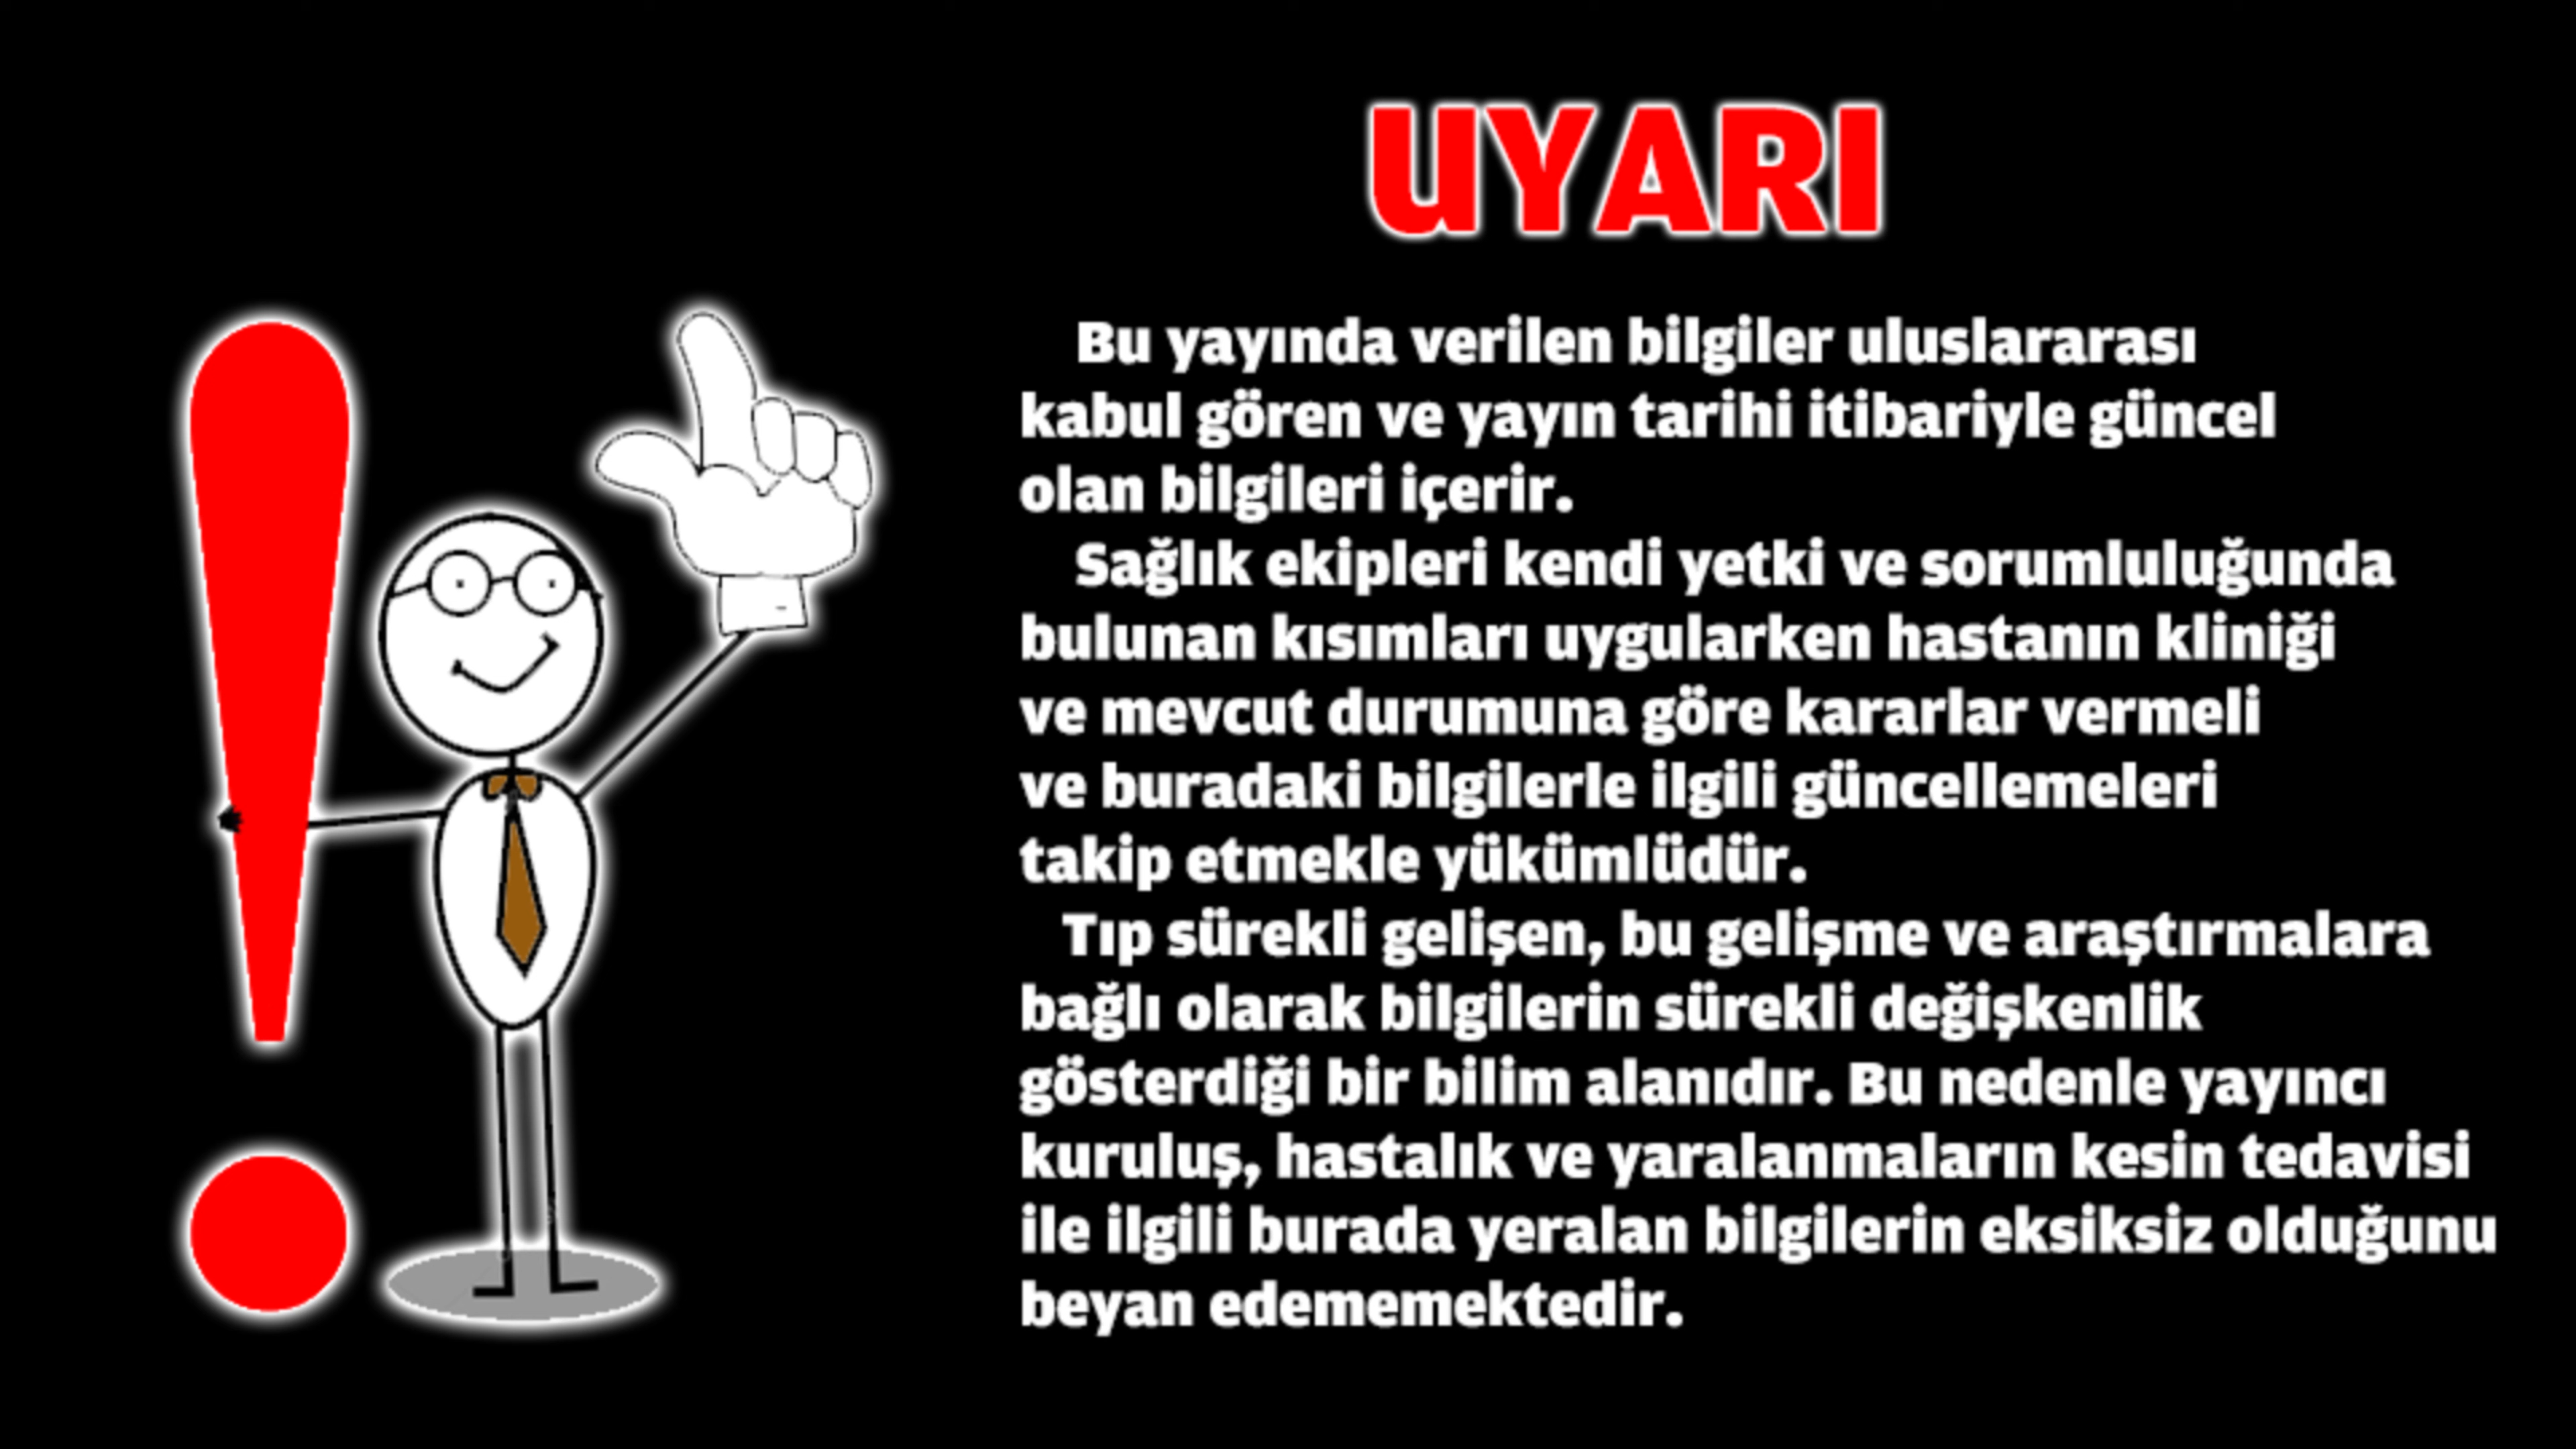 UYARI
Bu yayında verilen bilgiler uluslararası
kabul gören ve yayın tarihi itibariyle güncel
olan bilgileri içerir.
Sağlık ekipleri kendi yetki ve sorumluluğunda
bulunan kısımları uygularken hastanın kliniği
ve mevcut durumuna göre kararlar vermeli
ve buradaki bilgilerle ilgili güncellemeleri
takip etmekle yükümlüdür.
Tıp sürekli gelişen, bu gelişme ve araştırmalara
bağlı olarak bilgilerin sürekli değişkenlik
gösterdiği bir bilim alanıdır. Bu nedenle yayıncı
kuruluş, hastalık ve yaralanmaların kesin tedavisi
ile ilgili burada yeralan bilgilerin eksiksiz olduğunu
beyan edememektedir.